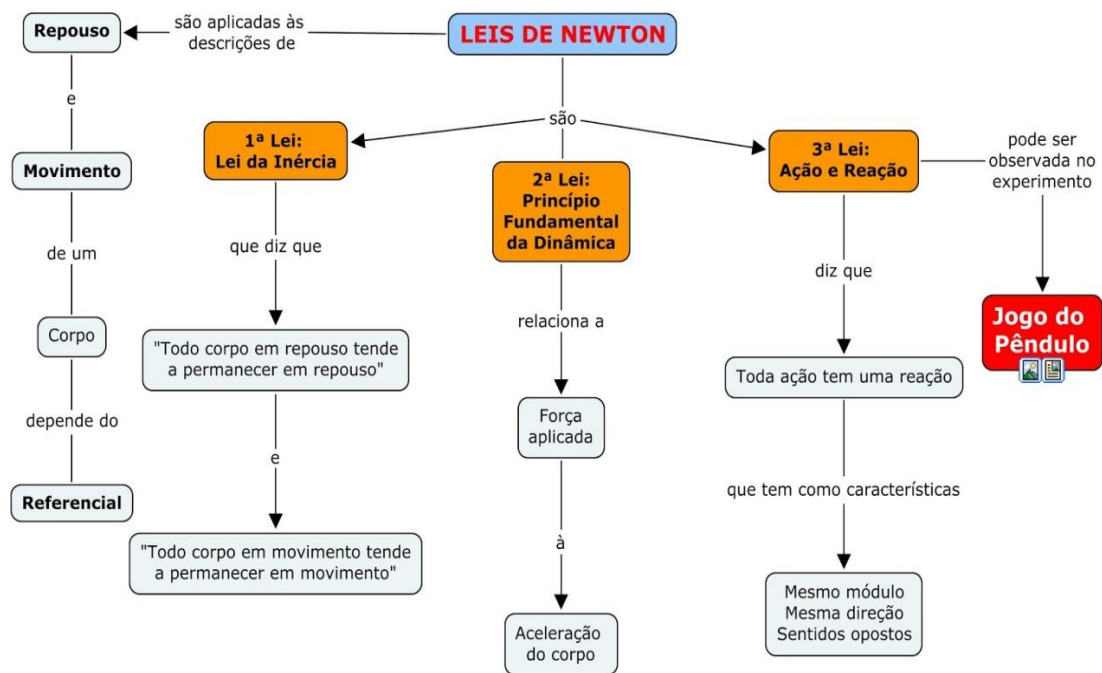 LEIS DE NEWTON
são aplicadas às
descrições de
Repouso
e
Movimento
de um
Corpo
depende do
Referencial
são
1ª Lei:
Lei da Inércia
que diz que
"Todo corpo em repouso tende
a permanecer em repouso"
e
"Todo corpo em movimento tende
a permanecer em movimento"
2ª Lei:
Princípio
Fundamental
da Dinâmica
relaciona a
Força
aplicada
à
Aceleração
do corpo
3ª Lei:
Ação e Reação
diz que
Toda ação tem uma reação
que tem como característicás
Mesmo módulo
Mesma direção
Sentidos opostos
pode ser
observada no
experimento
Jogo do
Pêndulo